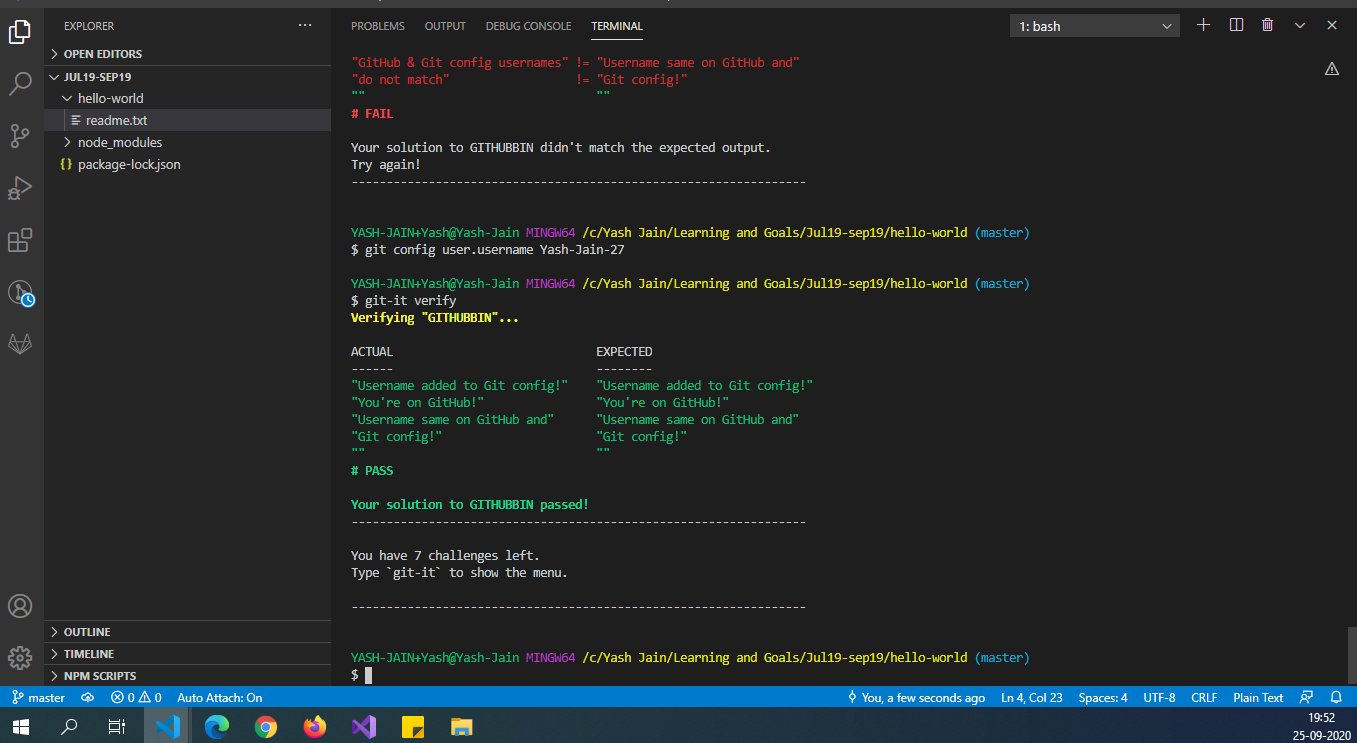 EXPLORER
...
OPEN EDITORS
JUL19-SEP19
hello-world
readme.txt
node_modules
{} package-lock.json
OUTLINE
TIMELINE
NPM SCRIPTS
PROBLEMS OUTPUT DEBUG CONSOLE TERMINAL
1: bash
"GitHub & Git config usernames" != "Username same on GitHub and"
"do not match" != "Git config!"
"" ""
# FAIL
Your solution to GITHUBBIN didn't match the expected output.
Try again!
-----------------------------------------------------------------
YASH-JAIN+Yash@Yash-Jain MINGW64 /c/Yash Jain/Learning and Goals/Jul19-sep19/hello-world (master)
$ git config user.username Yash-Jain-27
YASH-JAIN+Yash@Yash-Jain MINGW64 /c/Yash Jain/Learning and Goals/Jul19-sep19/hello-world (master)
$ git-it verify
Verifying "GITHUBBIN"...
ACTUAL EXPECTED
------ --------
"Username added to Git config!" "Username added to Git config!"
"You're on GitHub!" "You're on GitHub!"
"Username same on GitHub and" "Username same on GitHub and"
"Git config!" "Git config!"
"" ""
# PASS
Your solution to GITHUBBIN passed!
-----------------------------------------------------------------
You have 7 challenges left.
Type `git-it` to show the menu.
-----------------------------------------------------------------
YASH-JAIN+Yash@Yash-Jain MINGW64 /c/Yash Jain/Learning and Goals/Jul19-sep19/hello-world (master)
$
master 0 0 Auto Attach: On You, a few seconds ago Ln 4, Col 23 Spaces: 4 UTF-8 CRLF Plain Text
19:52
25-09-2020